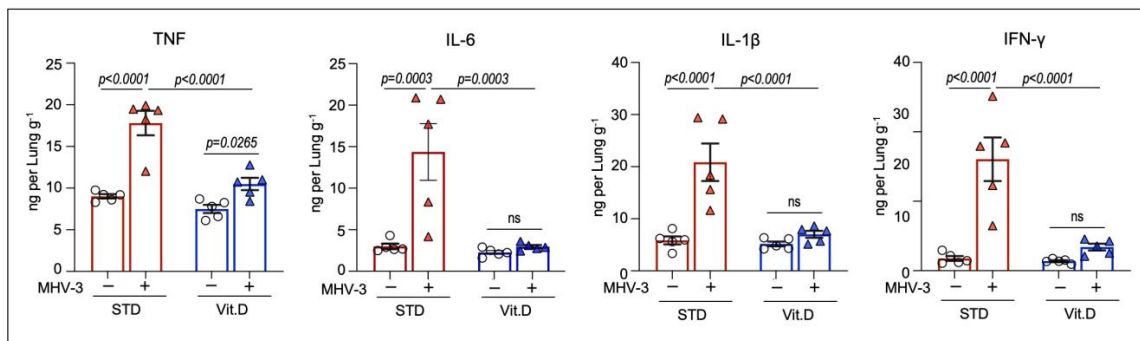 TNF
ng per Lung g⁻¹
25
20
15
10
5
0
p<0.0001
p<0.0001
p=0.0265
MHV-3 – + – +
STD Vit.D
IL-6
ng per Lung g⁻¹
25
20
15
10
5
0
p=0.0003
p=0.0003
ns
MHV-3 – + – +
STD Vit.D
IL-1β
ng per Lung g⁻¹
40
30
20
10
0
p<0.0001
p<0.0001
ns
MHV-3 – + – +
STD Vit.D
IFN-γ
ng per Lung g⁻¹
40
20
10
0
p<0.0001
p<0.0001
ns
MHV-3 – + – +
STD Vit.D